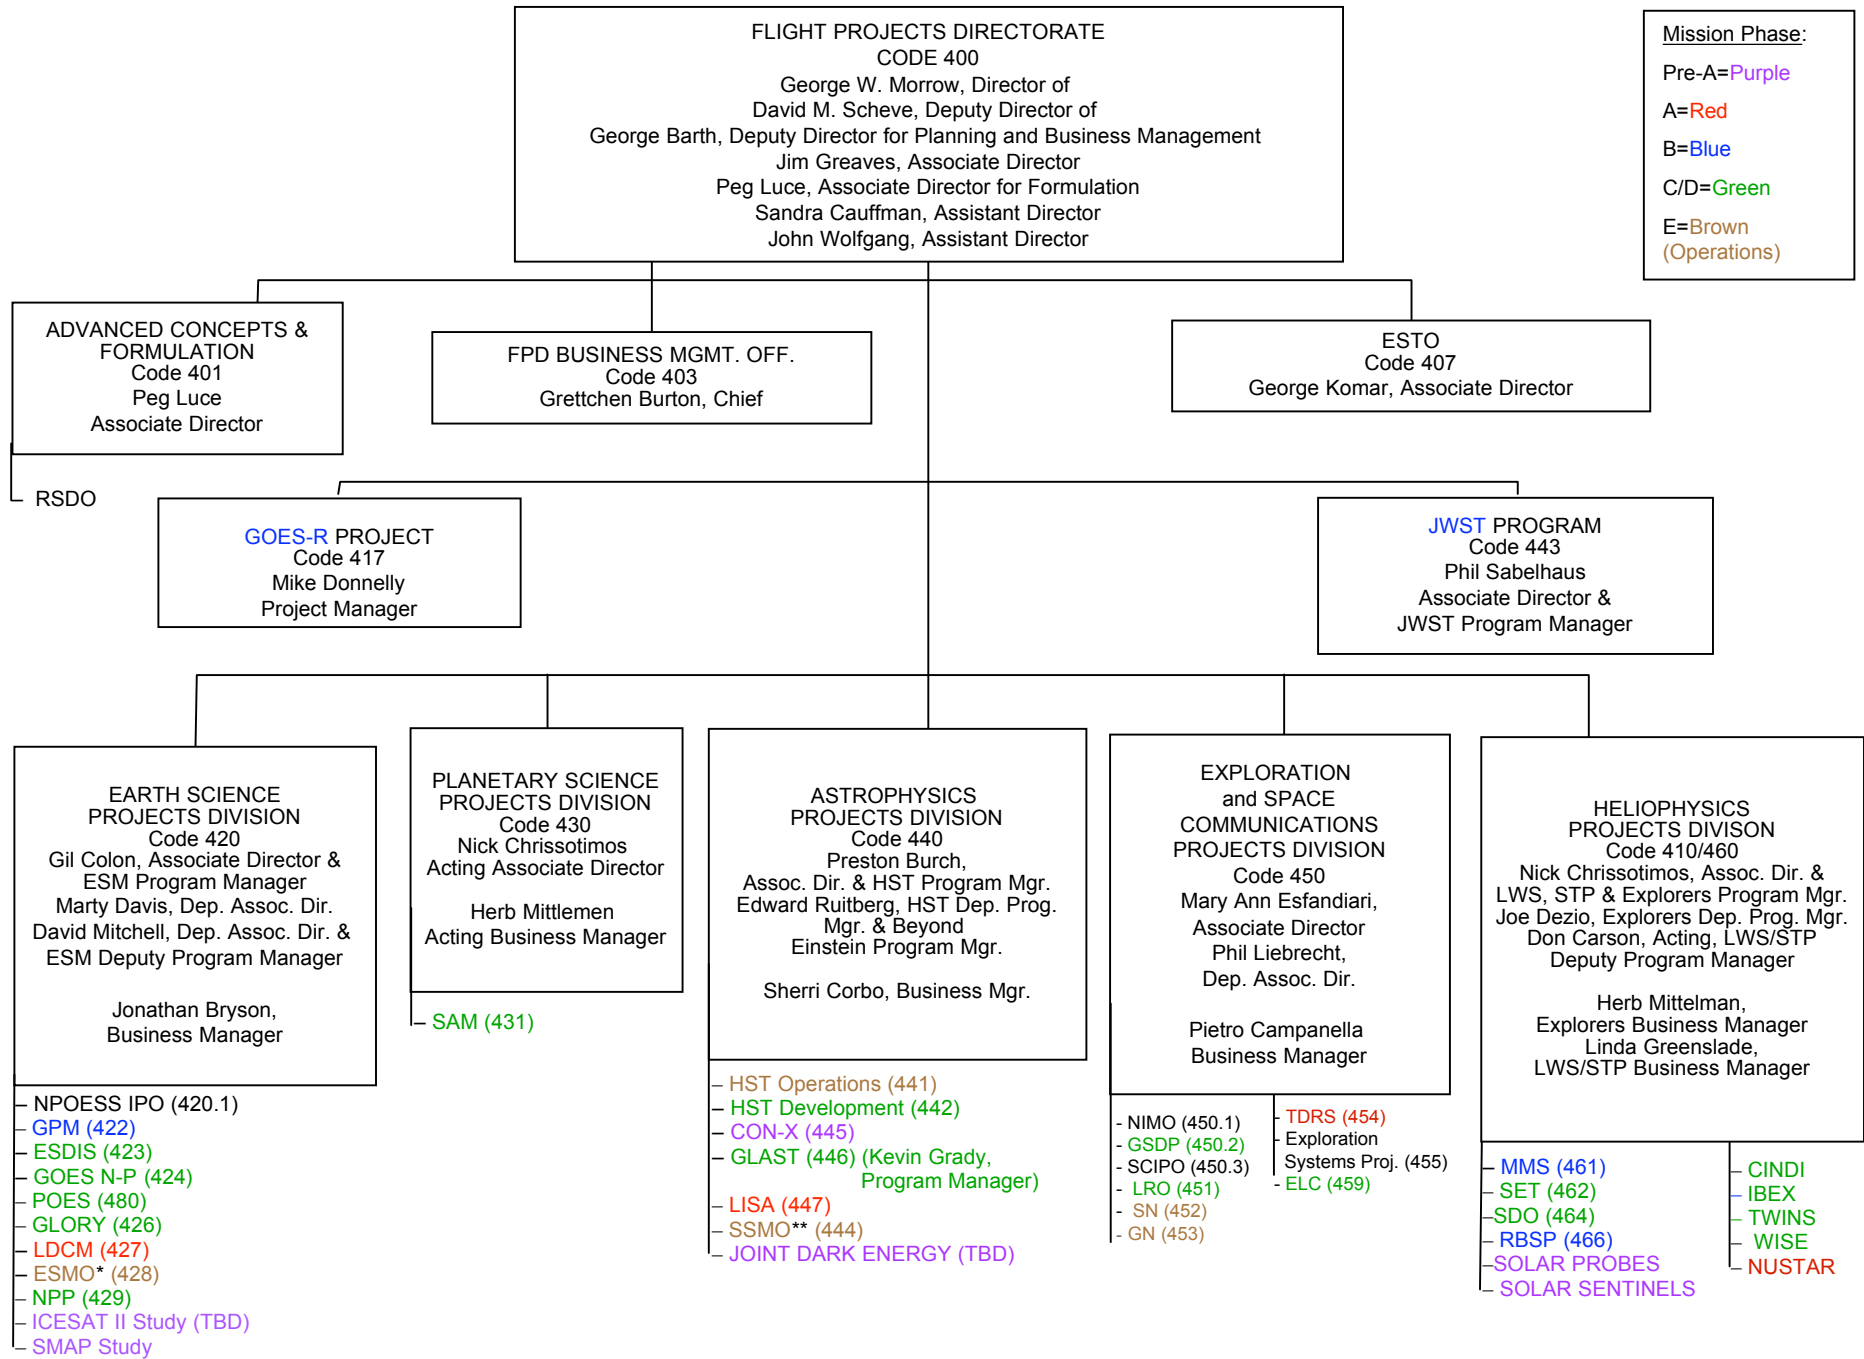 FLIGHT PROJECTS DIRECTORATE
CODE 400
George W. Morrow, Director of
David M. Scheve, Deputy Director of
George Barth, Deputy Director for Planning and Business Management
Jim Greaves, Associate Director
Peg Luce, Associate Director for Formulation
Sandra Cauffman, Assistant Director
John Wolfgang, Assistant Director
Mission Phase:
Pre-A=Purple
A=Red
B=Blue
C/D=Green
E=Brown
(Operations)
ADVANCED CONCEPTS &
FORMULATION
Code 401
Peg Luce
Associate Director
RSDO
FPD BUSINESS MGMT. OFF.
Code 403
Grettchen Burton, Chief
ESTO
Code 407
George Komar, Associate Director
GOES-R PROJECT
Code 417
Mike Donnelly
Project Manager
JWST PROGRAM
Code 443
Phil Sabelhaus
Associate Director &
JWST Program Manager
EARTH SCIENCE
PROJECTS DIVISION
Code 420
Gil Colon, Associate Director &
ESM Program Manager
Marty Davis, Dep. Assoc. Dir.
David Mitchell, Dep. Assoc. Dir. &
ESM Deputy Program Manager
Jonathan Bryson,
Business Manager
NPOESS IPO (420.1)
GPM (422)
ESDIS (423)
GOES N-P (424)
POES (480)
GLORY (426)
LDCM (427)
ESMO* (428)
NPP (429)
ICESAT II Study (TBD)
SMAP Study
PLANETARY SCIENCE
PROJECTS DIVISION
Code 430
Nick Chrissotimos
Acting Associate Director
Herb Mittlemen
Acting Business Manager
SAM (431)
ASTROPHYSICS
PROJECTS DIVISION
Code 440
Preston Burch,
Assoc. Dir. & HST Program Mgr.
Edward Ruitberg, HST Dep. Prog.
Mgr. & Beyond
Einstein Program Mgr.
Sherri Corbo, Business Mgr.
HST Operations (441)
HST Development (442)
CON-X (445)
GLAST (446) (Kevin Grady,
Program Manager)
LISA (447)
SSMO** (444)
JOINT DARK ENERGY (TBD)
EXPLORATION
and SPACE
COMMUNICATIONS
PROJECTS DIVISION
Code 450
Mary Ann Esfandiari,
Associate Director
Phil Liebrecht,
Dep. Assoc. Dir.
Pietro Campanella
Business Manager
- NIMO (450.1)
- GSDP (450.2)
- SCIPO (450.3)
- LRO (451)
- SN (452)
- GN (453)
- TDRS (454)
- Exploration
Systems Proj. (455)
- ELC (459)
HELIOPHYSICS
PROJECTS DIVISON
Code 410/460
Nick Chrissotimos, Assoc. Dir. &
LWS, STP & Explorers Program Mgr.
Joe Dezio, Explorers Dep. Prog. Mgr.
Don Carson, Acting, LWS/STP
Deputy Program Manager
Herb Mittelman,
Explorers Business Manager
Linda Greenslade,
LWS/STP Business Manager
MMS (461)
SET (462)
SDO (464)
RBSP (466)
SOLAR PROBES
SOLAR SENTINELS
CINDI
IBEX
TWINS
WISE
NUSTAR